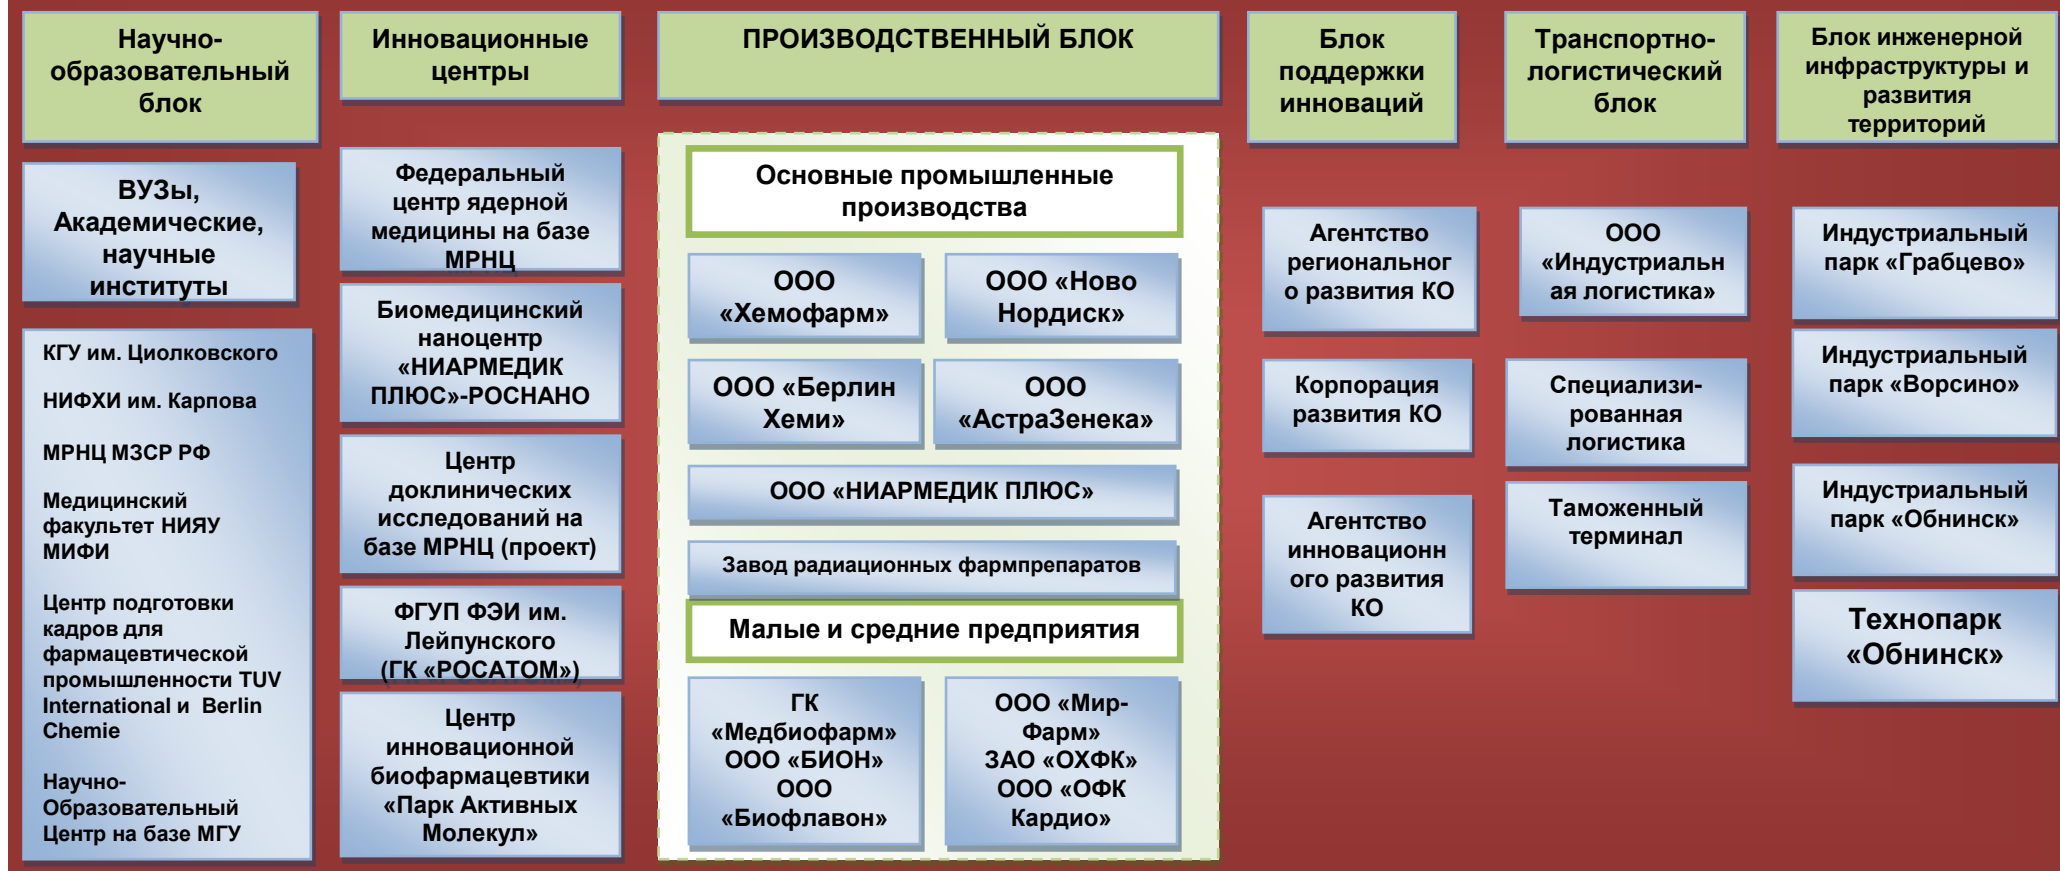 Научно-
образовательный
блок
ВУЗы,
Академические,
научные
институты
КГУ им. Циолковского
НИФХИ им. Карпова
МРНЦ МЗСР РФ
Медицинский
факультет НИЯУ
МИФИ
Центр подготовки
кадров для
фармацевтической
промышленности TUV
International и Berlin
Chemie
Научно-
Образовательный
Центр на базе МГУ
Инновационные
центры
Федеральный
центр ядерной
медицины на базе
МРНЦ
Биомедицинский
наноцентр
«НИАРМЕДИК
ПЛЮС»-РОСНАНО
Центр
доклинических
исследований на
базе МРНЦ (проект)
ФГУП ФЭИ им.
Лейпунского
(ГК «РОСАТОМ»)
Центр
инновационной
биофармацевтики
«Парк Активных
Молекул»
ПРОИЗВОДСТВЕННЫЙ БЛОК
Основные промышленные
производства
ООО
«Хемофарм»
ООО «Ново
Нордиск»
ООО «Берлин
Хеми»
ООО
«АстраЗенека»
ООО «НИАРМЕДИК ПЛЮС»
Завод радиационных фармпрепаратов
Малые и средние предприятия
ГК
«Медбиофарм»
ООО «БИОН»
ООО
«Биофлавон»
ООО «Мир-
Фарм»
ЗАО «ОХФК»
ООО «ОФК
Кардио»
Блок
поддержки
инноваций
Агентство
региональног
о развития КО
Корпорация
развития КО
Агентство
инновационн
ого развития
КО
Транспортно-
логистический
блок
ООО
«Индустриальн
ая логистика»
Специализи-
рованная
логистика
Таможенный
терминал
Блок инженерной
инфраструктуры и
развития
территорий
Индустриальный
парк «Грабцево»
Индустриальный
парк «Ворсино»
Индустриальный
парк «Обнинск»
Технопарк
«Обнинск»